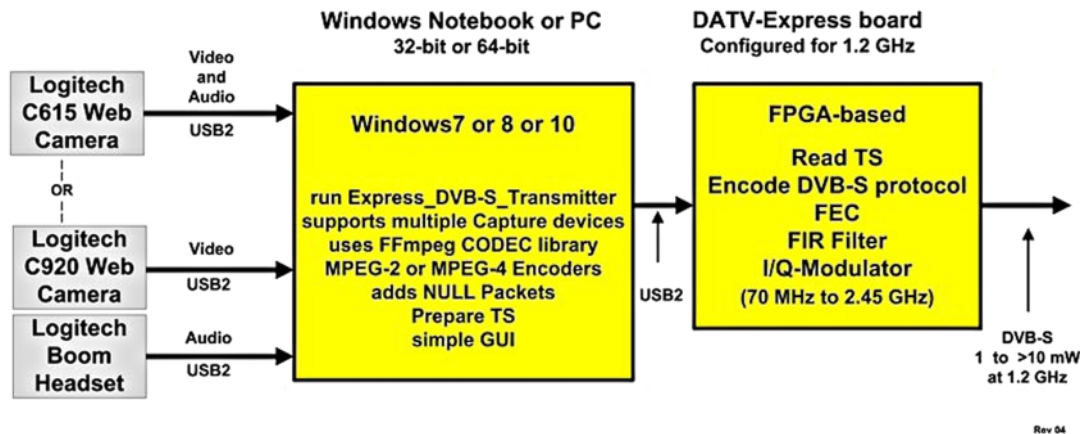 Windows Notebook or PC
32-bit or 64-bit
DATV-Express board
Configured for 1.2 GHz
Logitech
C615 Web
Camera
Video
and
Audio
USB2
OR
Logitech
C920 Web
Camera
Video
USB2
Logitech
Boom
Headset
Audio
USB2
Windows7 or 8 or 10
run Express_DVB-S_Transmitter
supports multiple Capture devices
uses FFmpeg CODEC library
MPEG-2 or MPEG-4 Encoders
adds NULL Packets
Prepare TS
simple GUI
USB2
FPGA-based
Read TS
Encode DVB-S protocol
FEC
FIR Filter
I/Q-Modulator
(70 MHz to 2.45 GHz)
DVB-S
1 to >10 mW
at 1.2 GHz
Rev 04